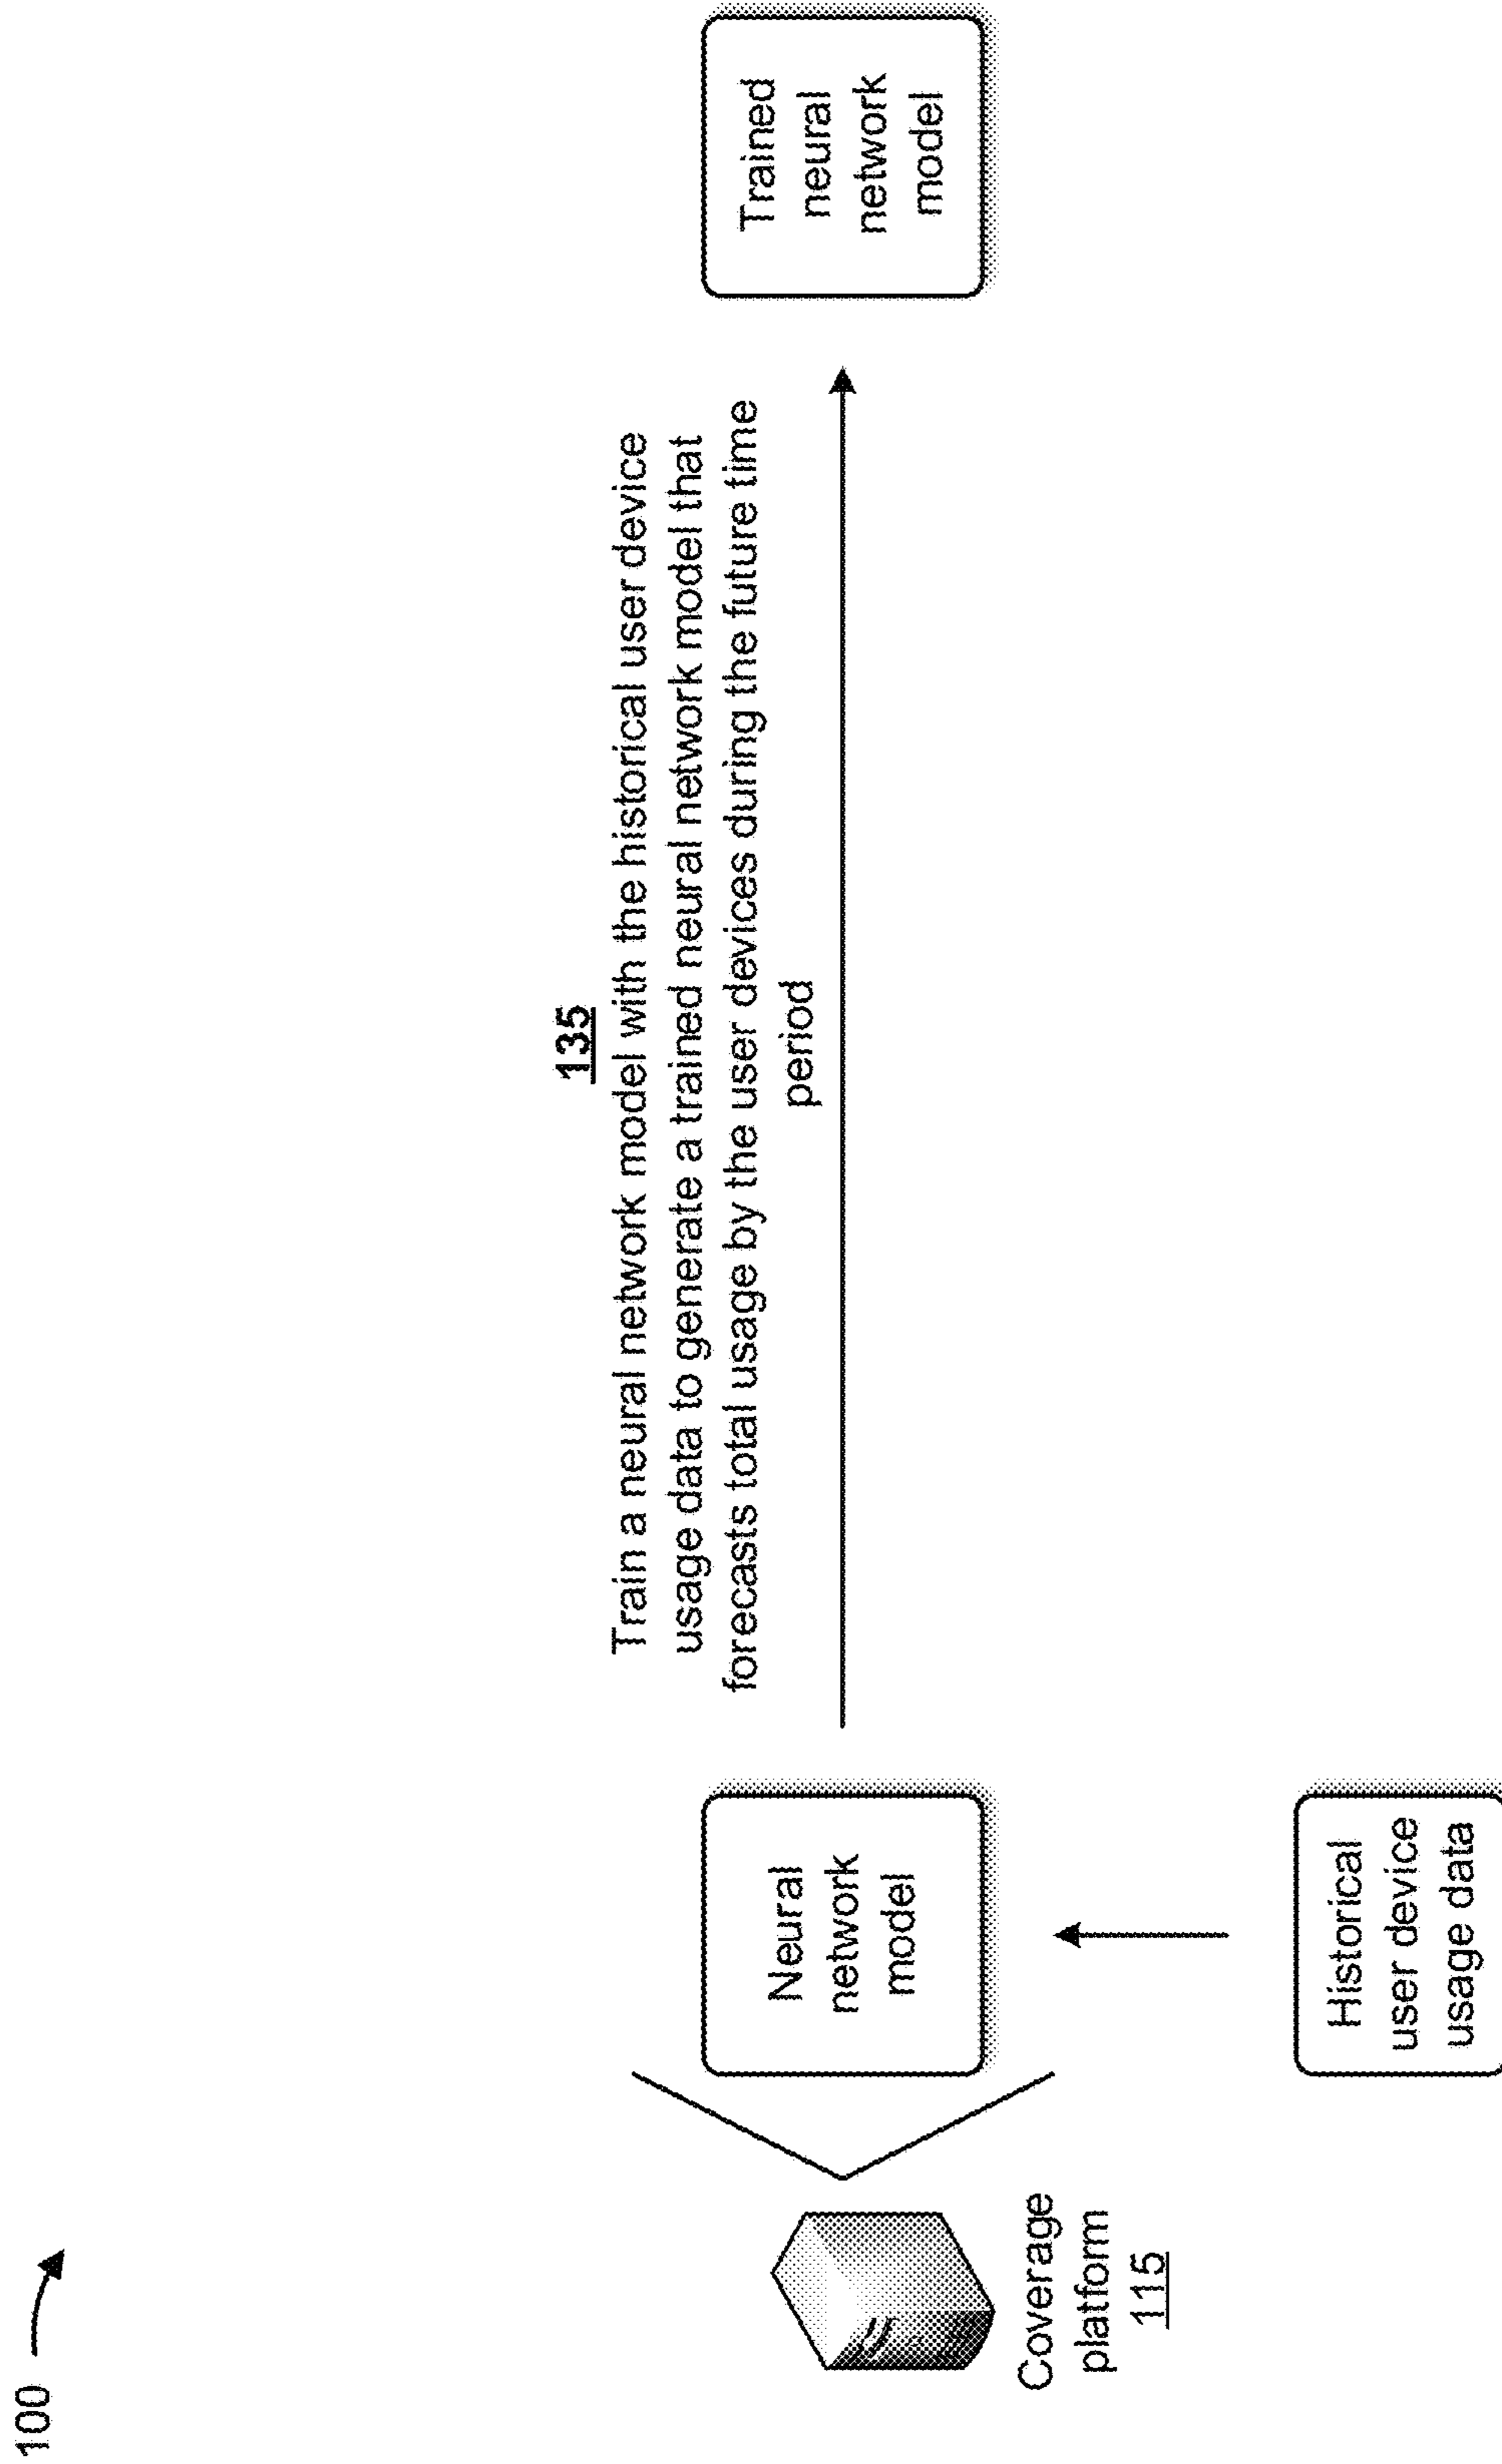 100
135
Train a neural network model with the historical user device
usage data to generate a trained neural network model that
forecasts total usage by the user devices during the future time
period
Neural
network
model
Trained
neural
network
model
Coverage
platform
115
Historical
user device
usage data